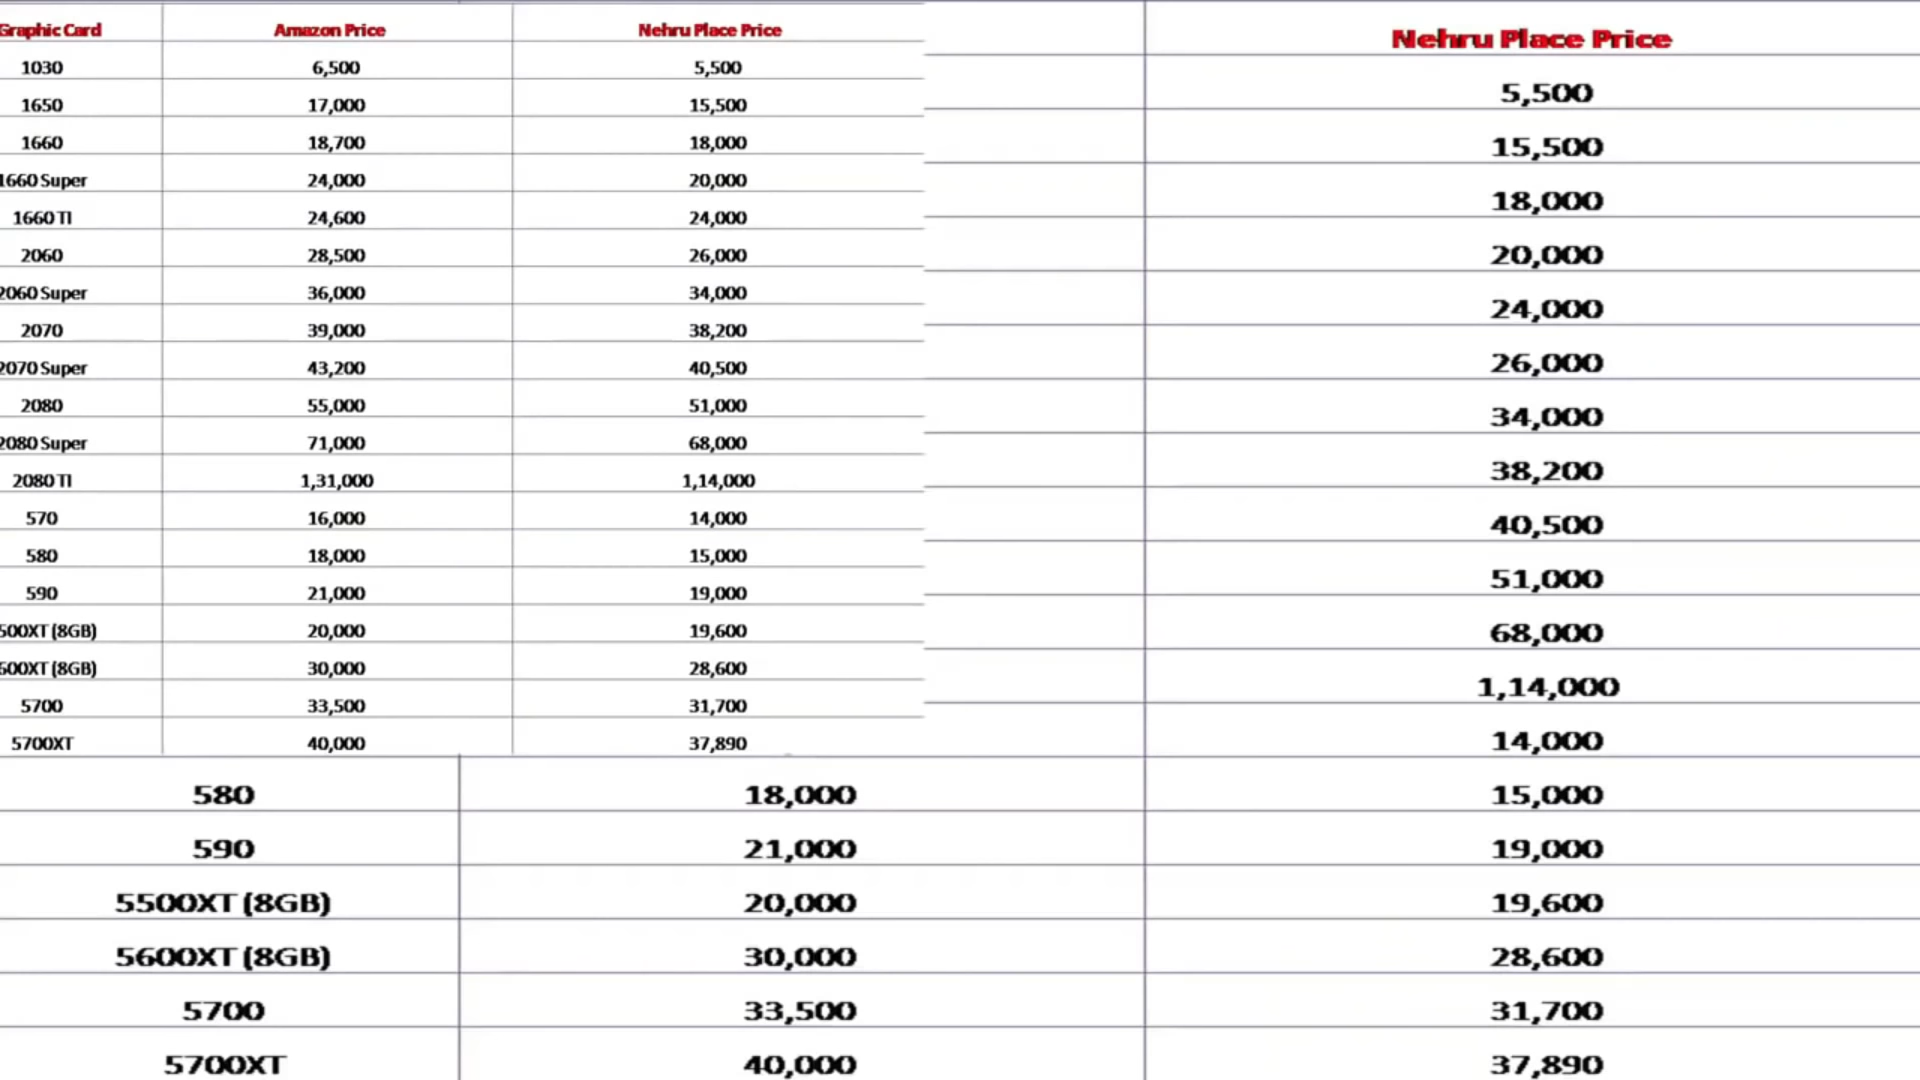 Graphic Card Amazon Price Nehru Place Price
1030 6,500 5,500
1650 17,000 15,500
1660 18,700 18,000
1660 Super 24,000 20,000
1660 TI 24,600 24,000
2060 28,500 26,000
2060 Super 36,000 34,000
2070 39,000 38,200
2070 Super 43,200 40,500
2080 55,000 51,000
2080 Super 71,000 68,000
2080 TI 1,31,000 1,14,000
570 16,000 14,000
580 18,000 15,000
590 21,000 19,000
500XT (8GB) 20,000 19,600
600XT (8GB) 30,000 28,600
5700 33,500 31,700
5700XT 40,000 37,890
Nehru Place Price
5,500
15,500
18,000
20,000
24,000
26,000
34,000
38,200
40,500
51,000
68,000
1,14,000
14,000
580 18,000 15,000
590 21,000 19,000
5500XT (8GB) 20,000 19,600
5600XT (8GB) 30,000 28,600
5700 33,500 31,700
5700XT 40,000 37,890